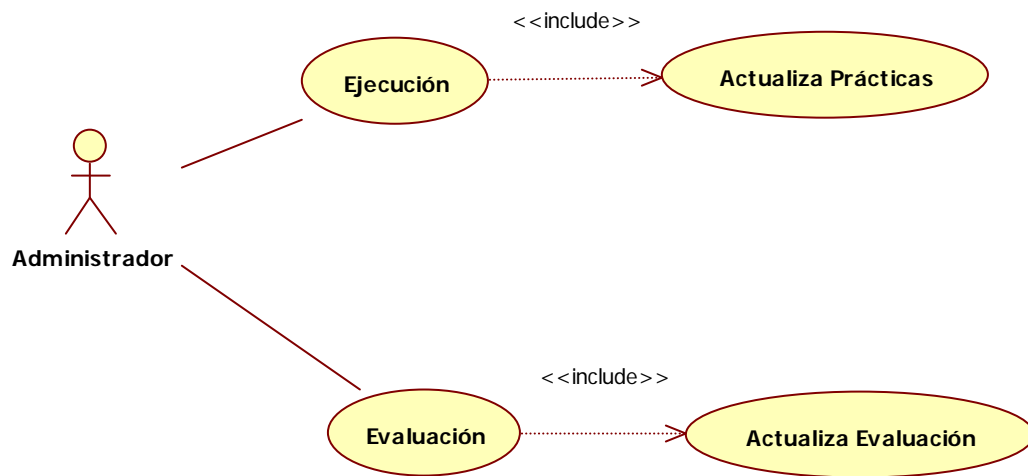 <<include>>
Ejecución
Actualiza Prácticas
Administrador
<<include>>
Evaluación
Actualiza Evaluación